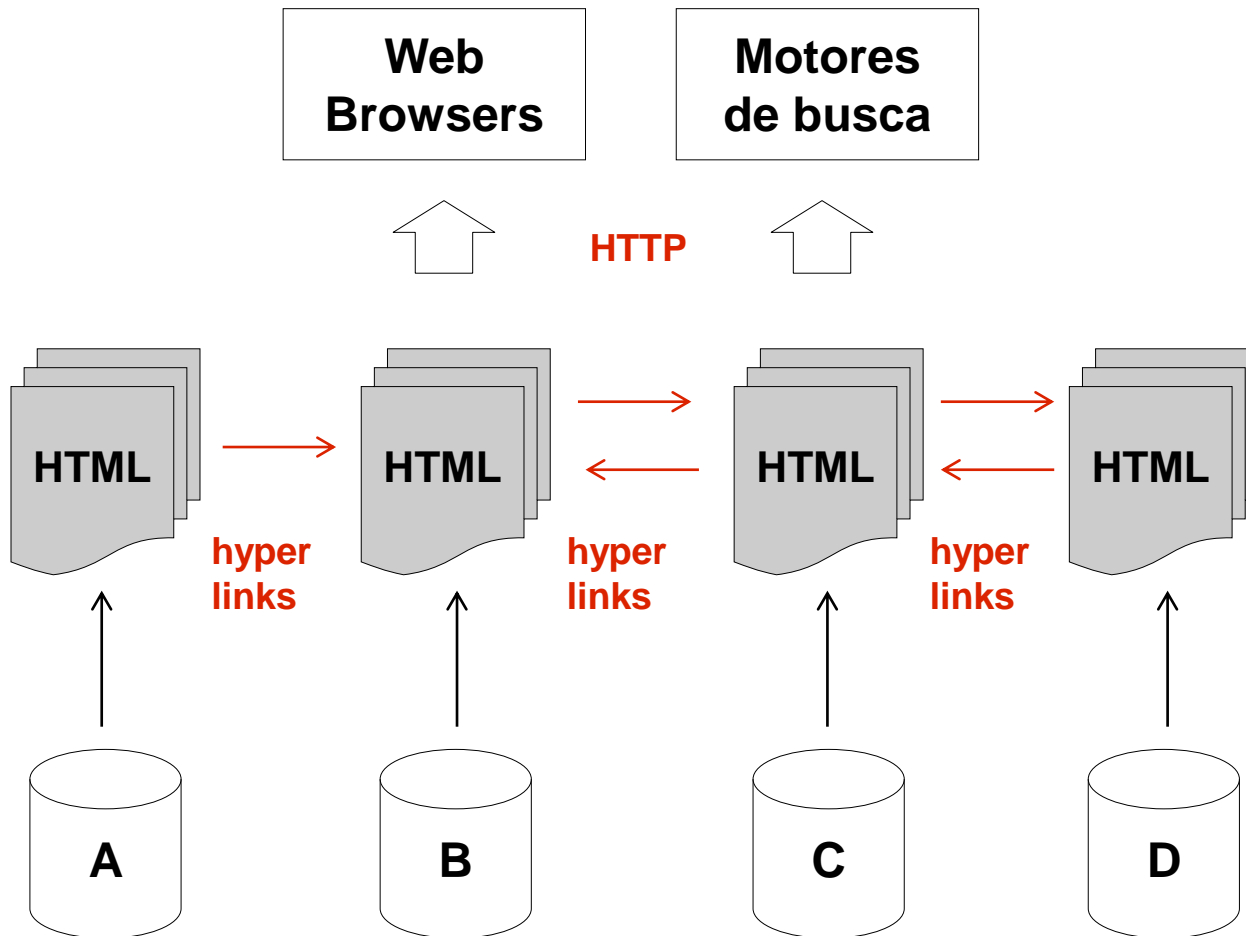 Web
Browsers
Motores
de busca
HTTP
HTML
HTML
HTML
HTML
hyper
links
hyper
links
hyper
links
A
B
C
D